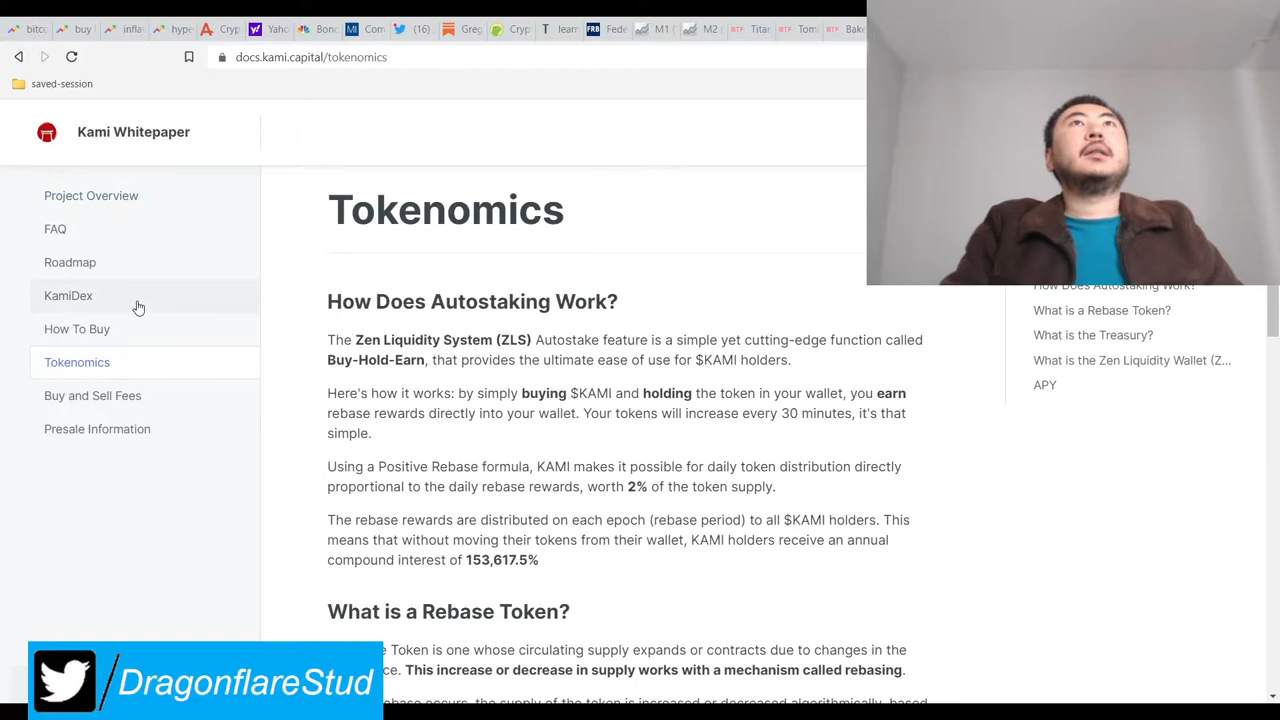 bitco
buy
infla
hype
Cryp
Yaho
Bonc
Com
(16)
Greg
Cryp
learn
Fede
M1 (
M2 (
Titar
Tom
Bake
docs.kami.capital/tokenomics
saved-session
Kami Whitepaper
Project Overview
FAQ
Roadmap
KamiDex
How To Buy
Tokenomics
Buy and Sell Fees
Presale Information
Tokenomics
How Does Autostaking Work?
The Zen Liquidity System (ZLS) Autostake feature is a simple yet cutting-edge function called
Buy-Hold-Earn, that provides the ultimate ease of use for $KAMI holders.
Here's how it works: by simply buying $KAMI and holding the token in your wallet, you earn
rebase rewards directly into your wallet. Your tokens will increase every 30 minutes, it's that
simple.
Using a Positive Rebase formula, KAMI makes it possible for daily token distribution directly
proportional to the daily rebase rewards, worth 2% of the token supply.
The rebase rewards are distributed on each epoch (rebase period) to all $KAMI holders. This
means that without moving their tokens from their wallet, KAMI holders receive an annual
compound interest of 153,617.5%
What is a Rebase Token?
e Token is one whose circulating supply expands or contracts due to changes in the
ce. This increase or decrease in supply works with a mechanism called rebasing.
ebase occurs, the supply of the token is increased or decreased algorithmically, based
How Does Autostaking Work?
What is a Rebase Token?
What is the Treasury?
What is the Zen Liquidity Wallet (Z...
APY
/DragonflareStud